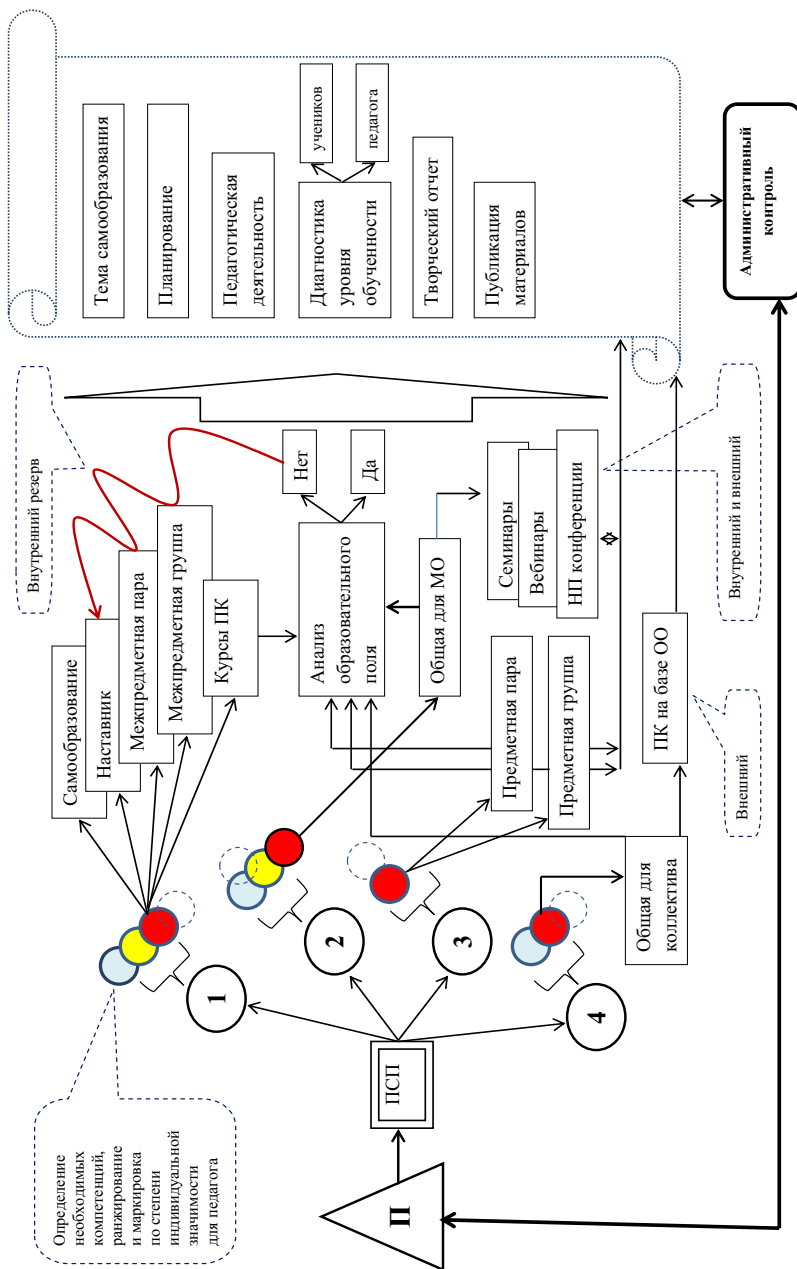 Определение
необходимых
компетенций,
ранжирование
и маркировка
по степени
индивидуальной
значимости
для педагога
П
ПСП
1
2
3
4
Внутренний резерв
Самообразование
Наставник
Межпредметная пара
Межпредметная группа
Курсы ПК
Анализ
образовательного
поля
Нет
Да
Общая для МО
Семинары
Вебинары
НП конференции
Предметная пара
Предметная группа
Общая для
коллектива
ПК на базе ОО
Внешний
Внутренний и внешний
Тема самообразования
Планирование
Педагогическая
деятельность
Диагностика
уровня
обученности
учеников
педагога
Творческий отчет
Публикация
материалов
Административный
контроль